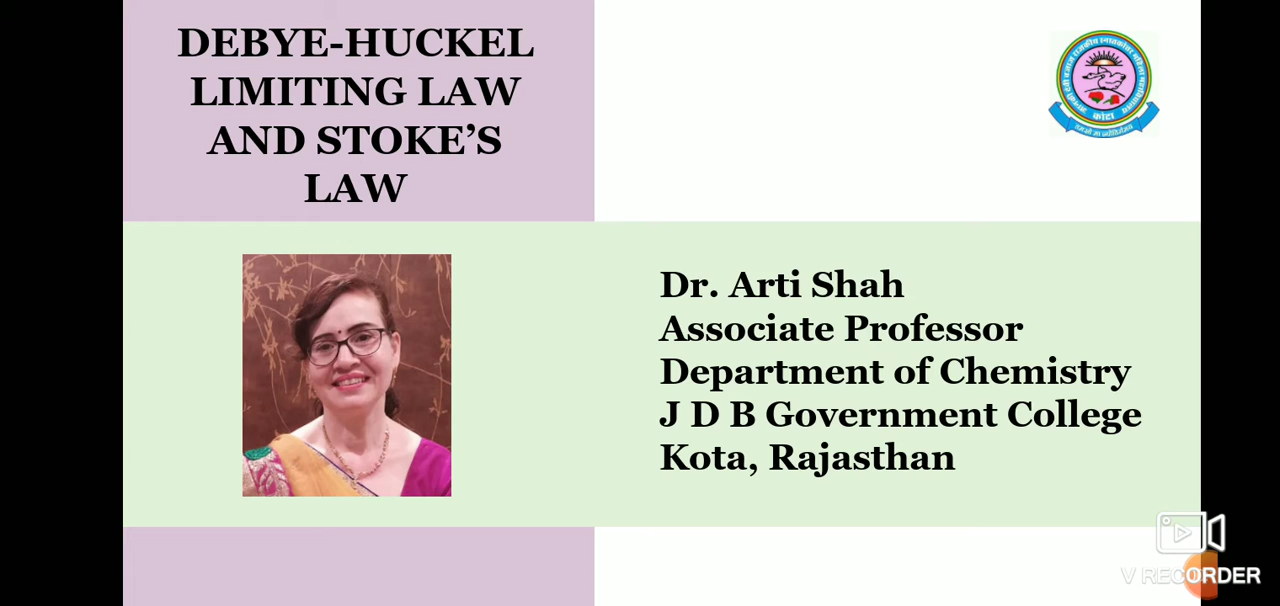 DEBYE-HUCKEL
LIMITING LAW
AND STOKE'S
LAW
Dr. Arti Shah
Associate Professor
Department of Chemistry
J D B Government College
Kota, Rajasthan
कोटा
V RECORDER